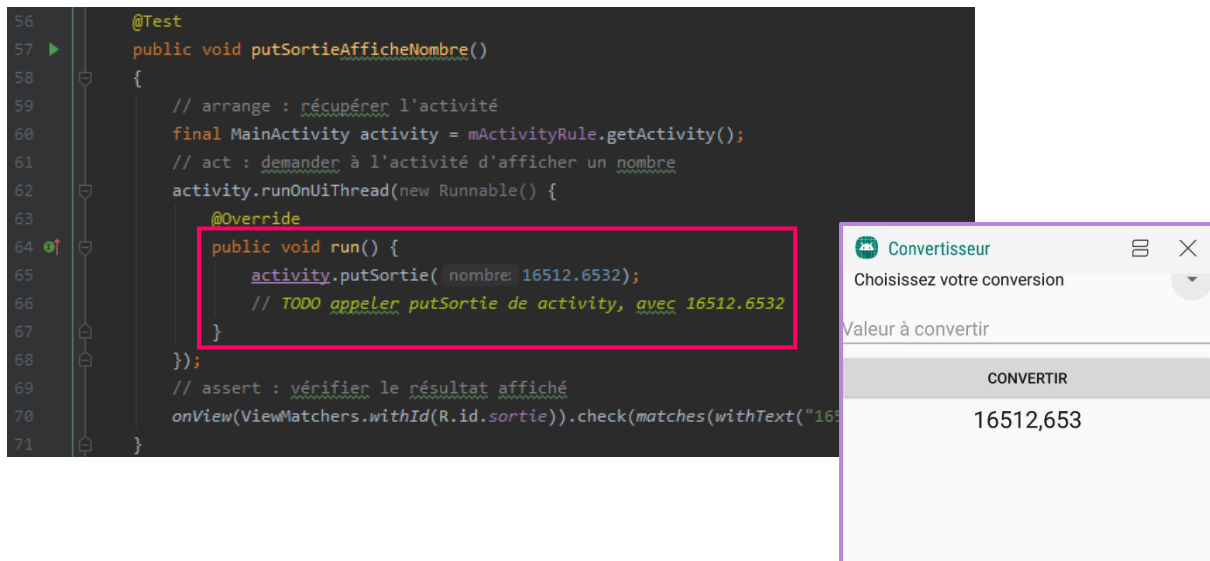 56 @Test
57 public void putSortieAfficheNombre()
58 {
59 // arrange : récupérer l'activité
60 final MainActivity activity = mActivityRule.getActivity();
61 // act : demander à l'activité d'afficher un nombre
62 activity.runOnUiThread(new Runnable() {
63 @Override
64 public void run() {
65 activity.putSortie( nombre: 16512.6532);
66 // TODO appeler putSortie de activity, avec 16512.6532
67 }
68 });
69 // assert : vérifier le résultat affiché
70 onView(ViewMatchers.withId(R.id.sortie)).check(matches(withText("165
71 }
Convertisseur
Choisissez votre conversion
Valeur à convertir
CONVERTIR
16512,653